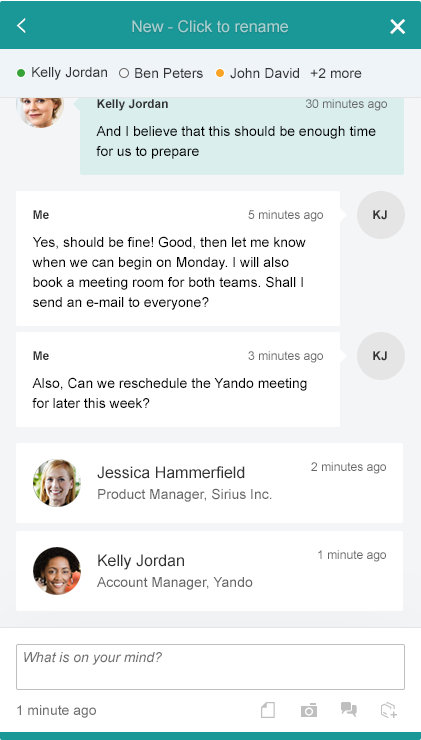 New - Click to rename
Kelly Jordan Ben Peters John David +2 more
Kelly Jordan 30 minutes ago
And I believe that this should be enough time
for us to prepare
Me 5 minutes ago
KJ
Yes, should be fine! Good, then let me know
when we can begin on Monday. I will also
book a meeting room for both teams. Shall I
send an e-mail to everyone?
Me 3 minutes ago
KJ
Also, Can we reschedule the Yando meeting
for later this week?
Jessica Hammerfield 2 minutes ago
Product Manager, Sirius Inc.
Kelly Jordan 1 minute ago
Account Manager, Yando
What is on your mind?
1 minute ago